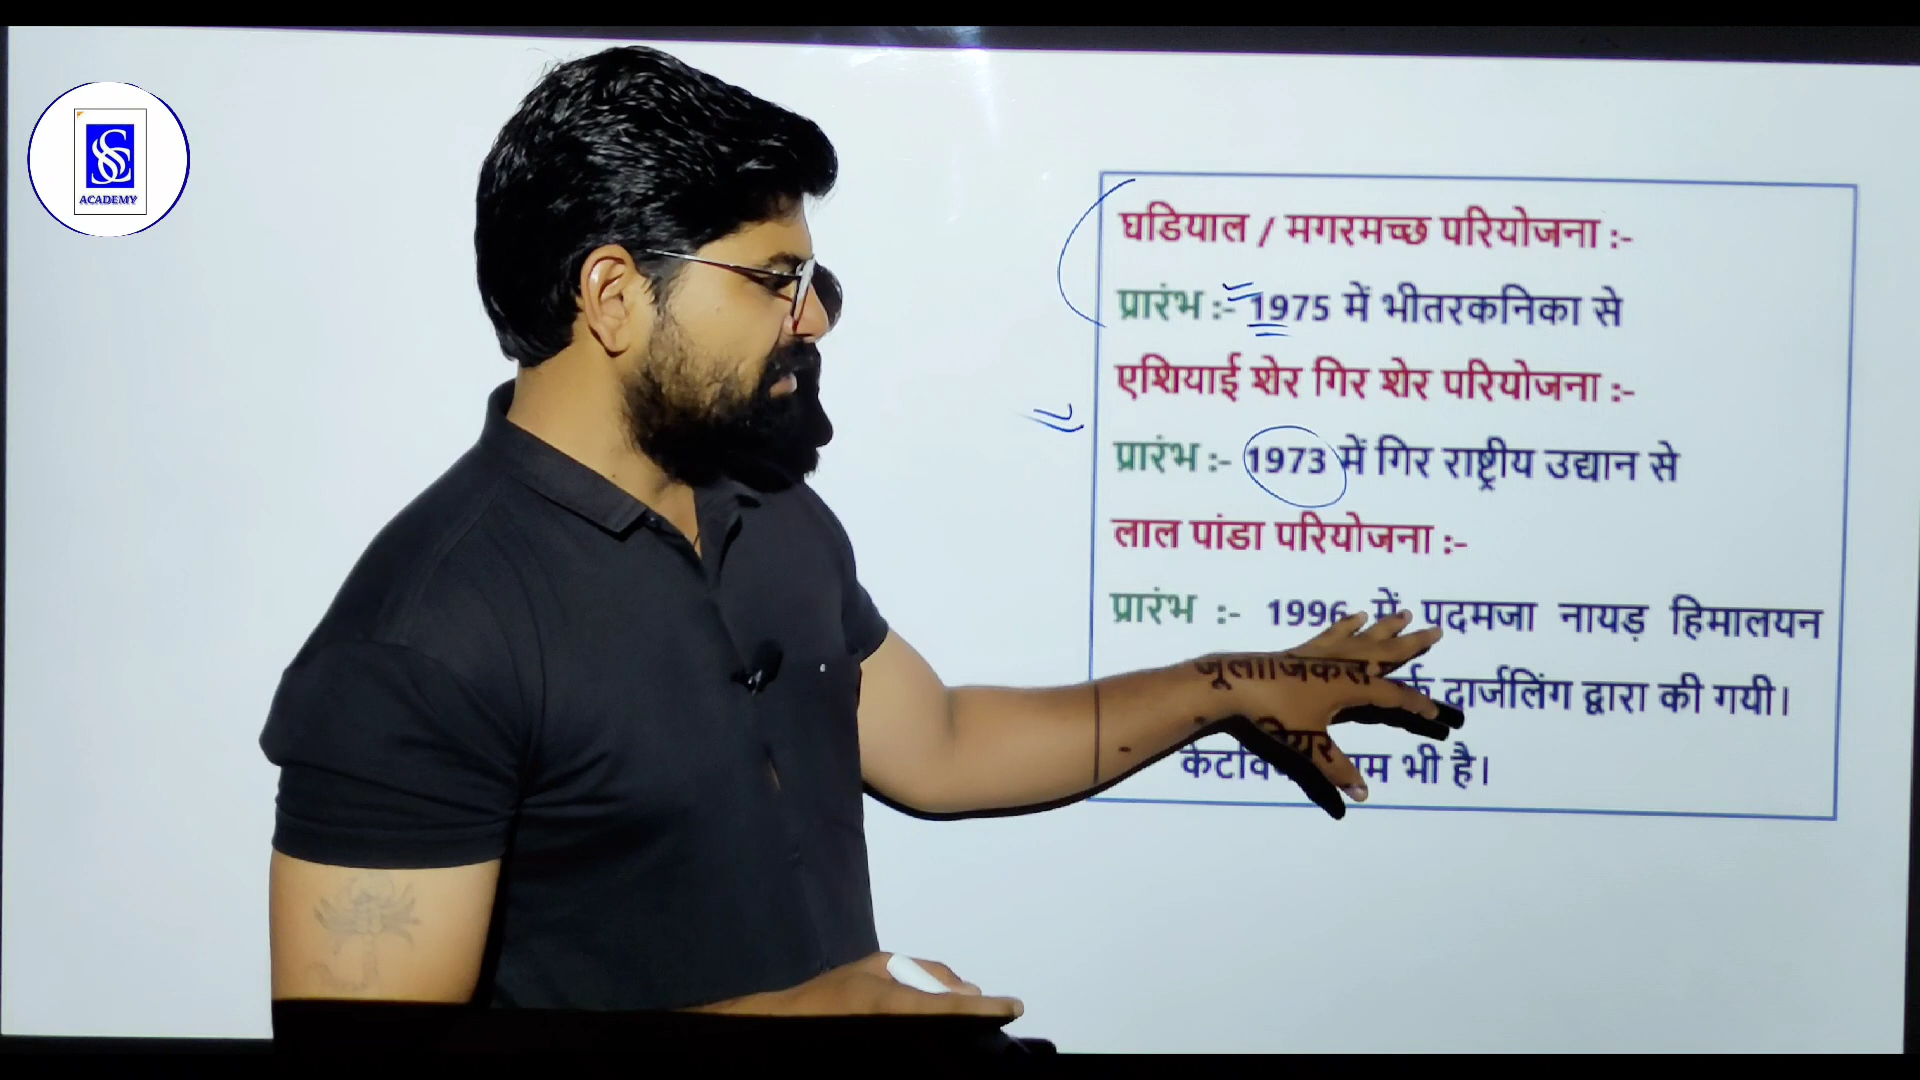 SSC
ACADEMY
घडियाल / मगरमच्छ परियोजना :-
प्रारंभ :- 1975 में भीतरकनिका से
एशियाई शेर गिर शेर परियोजना :-
प्रारंभ :- 1973 में गिर राष्ट्रीय उद्यान से
लाल पांडा परियोजना :-
प्रारंभ :- 1996 में पदमजा नायड़ हिमालयन
दार्जलिंग द्वारा की गयी।
भी है।